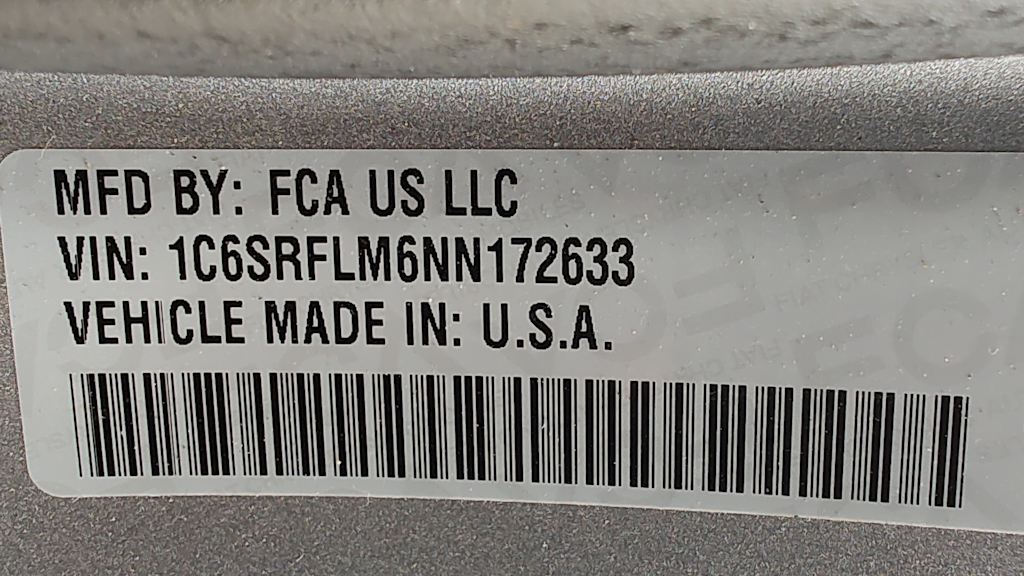 MFD BY: FCA US LLC
VIN: 1C6SRFLM6NN172633
VEHICLE MADE IN: U.S.A.